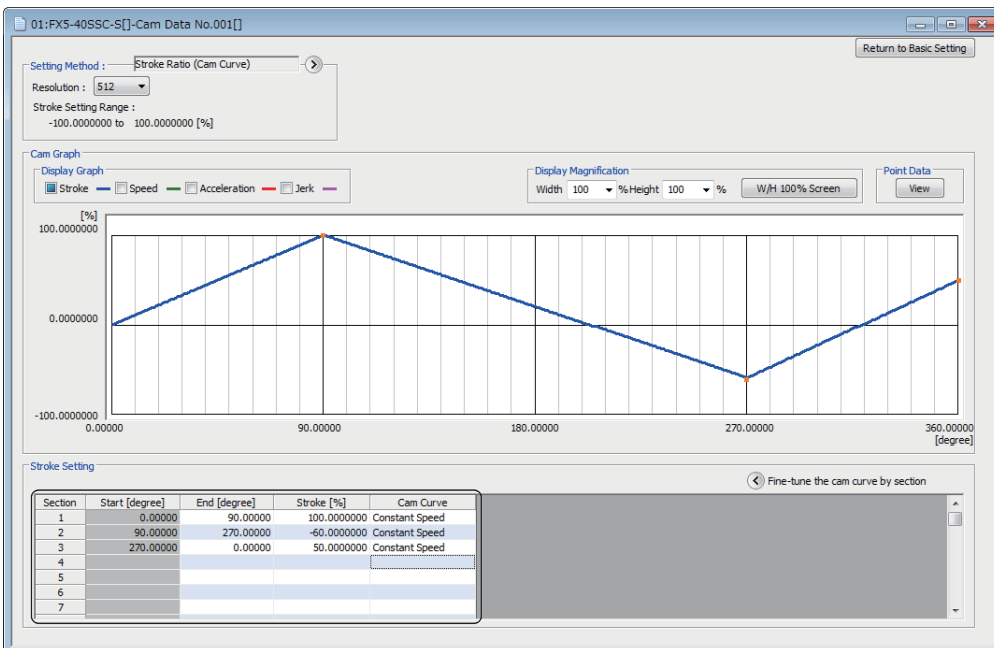 01:FX5-40SSC-S[]-Cam Data No.001[]
Return to Basic Setting
Setting Method : Stroke Ratio (Cam Curve)
Resolution : 512
Stroke Setting Range :
-100.0000000 to 100.0000000 [%]
Cam Graph
Display Graph
Stroke Speed Acceleration Jerk
Display Magnification
Width 100 % Height 100 % W/H 100% Screen
Point Data
View
[%]
100.0000000
0.0000000
-100.0000000
0.00000 90.00000 180.00000 270.00000 360.00000
[degree]
Stroke Setting
Fine-tune the cam curve by section
Section Start [degree] End [degree] Stroke [%] Cam Curve
1 0.00000 90.00000 100.0000000 Constant Speed
2 90.00000 270.00000 -60.0000000 Constant Speed
3 270.00000 0.00000 50.0000000 Constant Speed
4
5
6
7